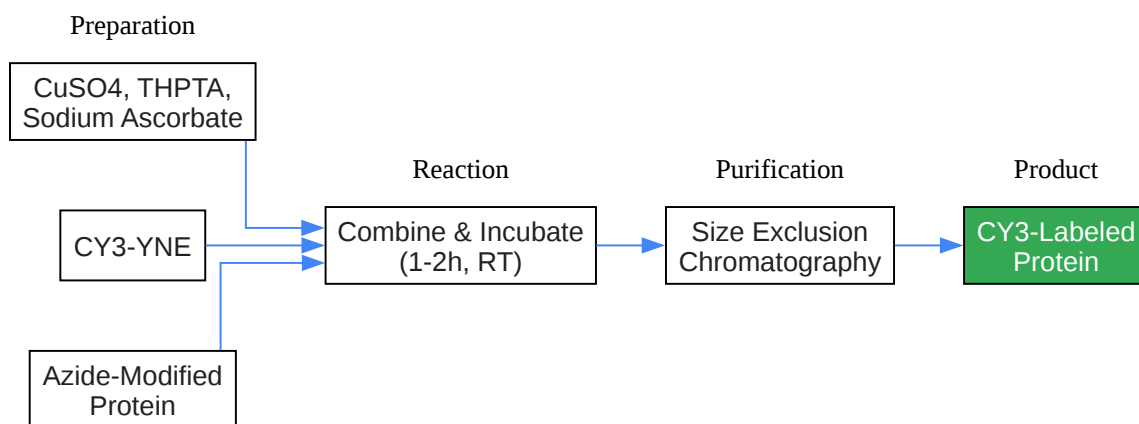 Preparation
CuSO4, THPTA,
Sodium Ascorbate
CY3-YNE
Azide-Modified
Protein
Reaction
Combine & Incubate
(1-2h, RT)
Purification
Size Exclusion
Chromatography
Product
CY3-Labeled
Protein